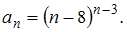 aₙ = (n−8)ⁿ⁻³.